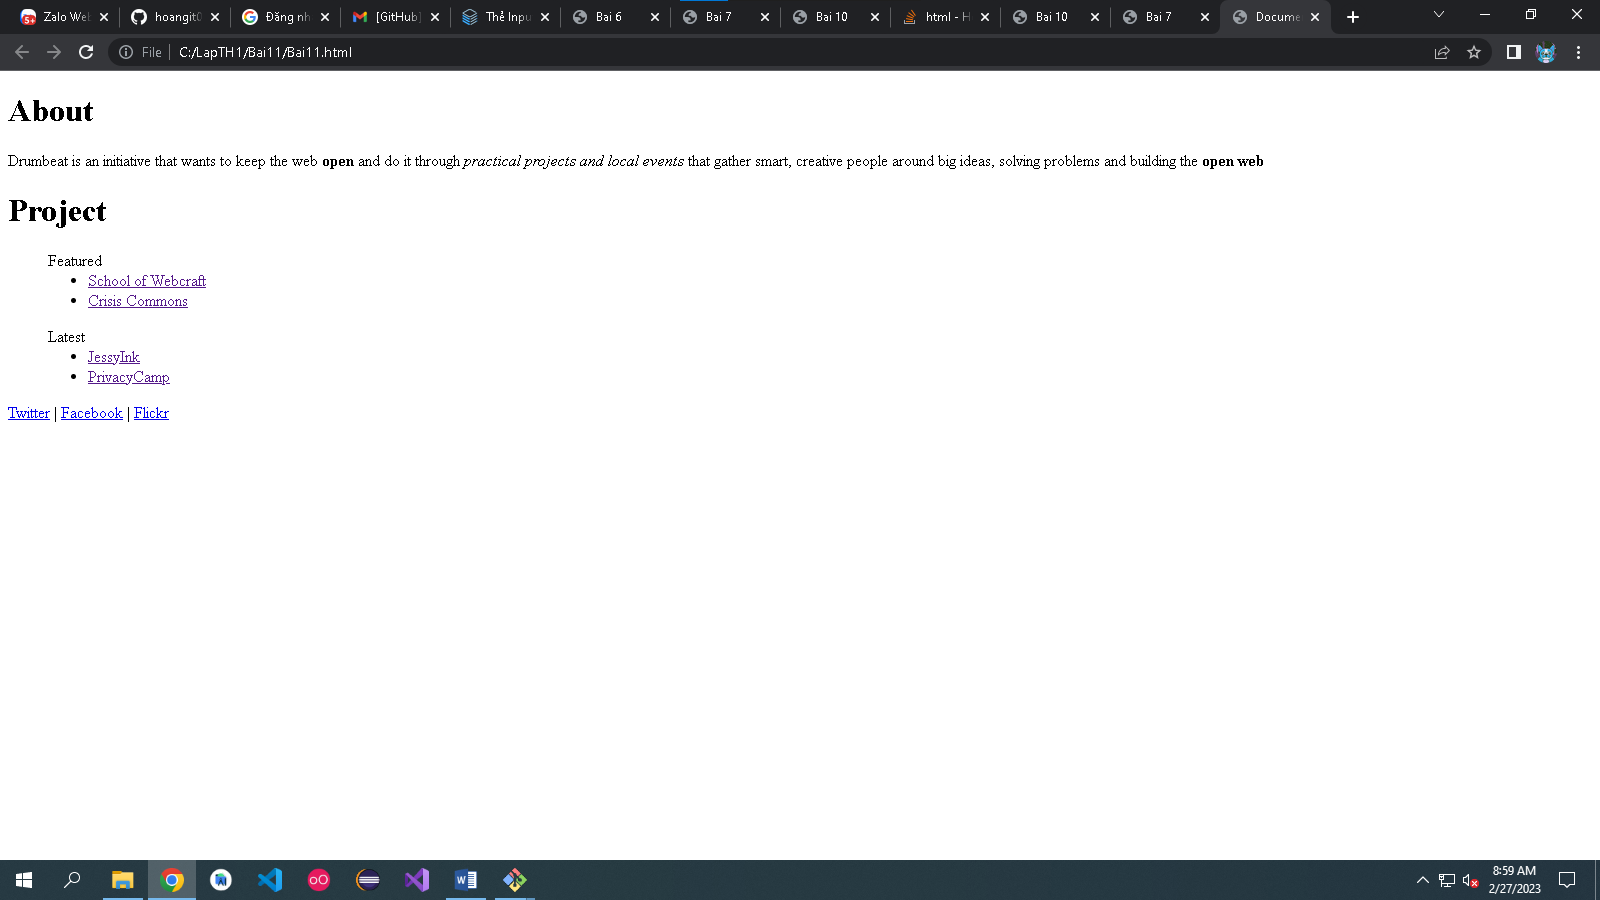 Zalo Web
hoangit0
Đăng nh
[GitHub]
Thẻ Inpu
Bai 6
Bai 7
Bai 10
html - H
Bai 10
Bai 7
Docume
File
C:/LapTH1/Bai11/Bai11.html
About
Drumbeat is an initiative that wants to keep the web open and do it through practical projects and local events that gather smart, creative people around big ideas, solving problems and building the open web
Project
Featured
School of Webcraft
Crisis Commons
Latest
JessyInk
PrivacyCamp
Twitter | Facebook | Flickr
8:59 AM
2/27/2023